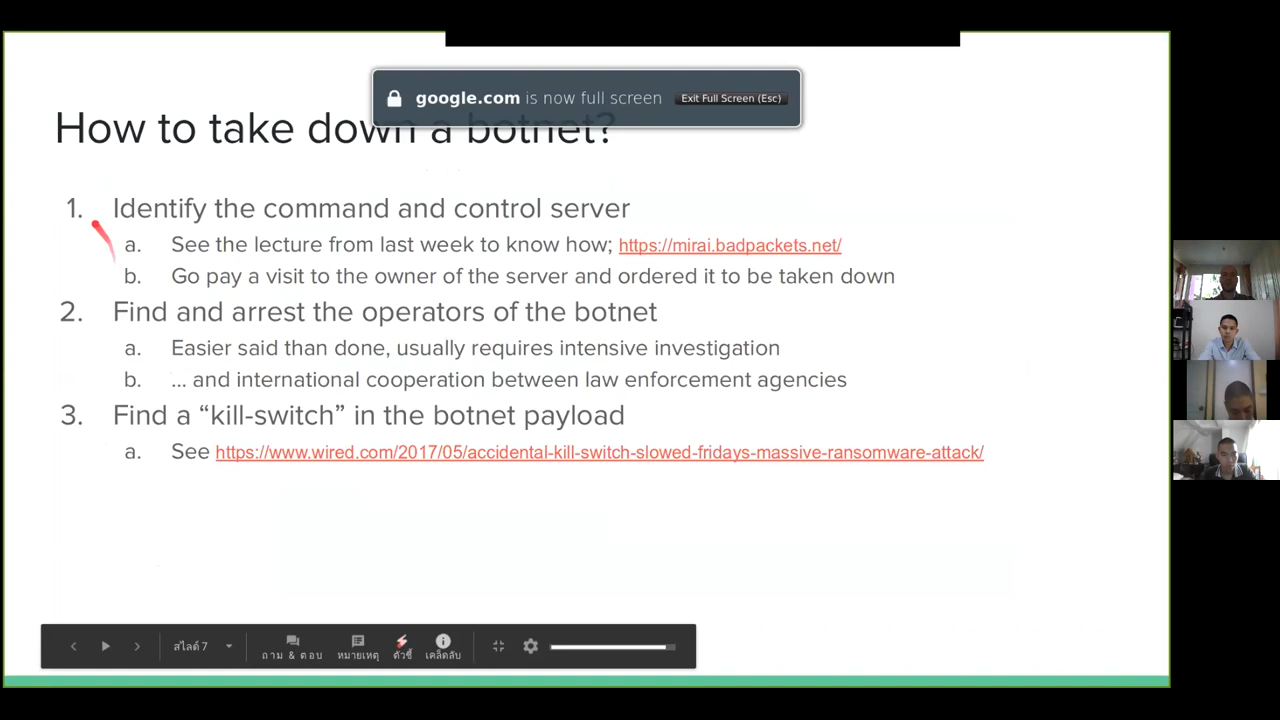 google.com is now full screen Exit Full Screen (Esc)
How to take down a botnet?
1. Identify the command and control server
a. See the lecture from last week to know how; https://mirai.badpackets.net/
b. Go pay a visit to the owner of the server and ordered it to be taken down
2. Find and arrest the operators of the botnet
a. Easier said than done, usually requires intensive investigation
b. … and international cooperation between law enforcement agencies
3. Find a “kill-switch” in the botnet payload
a. See https://www.wired.com/2017/05/accidental-kill-switch-slowed-fridays-massive-ransomware-attack/
สไลด์ 7
ถาม & ตอบ หมายเหตุ ตัวชี้ เคล็ดลับ